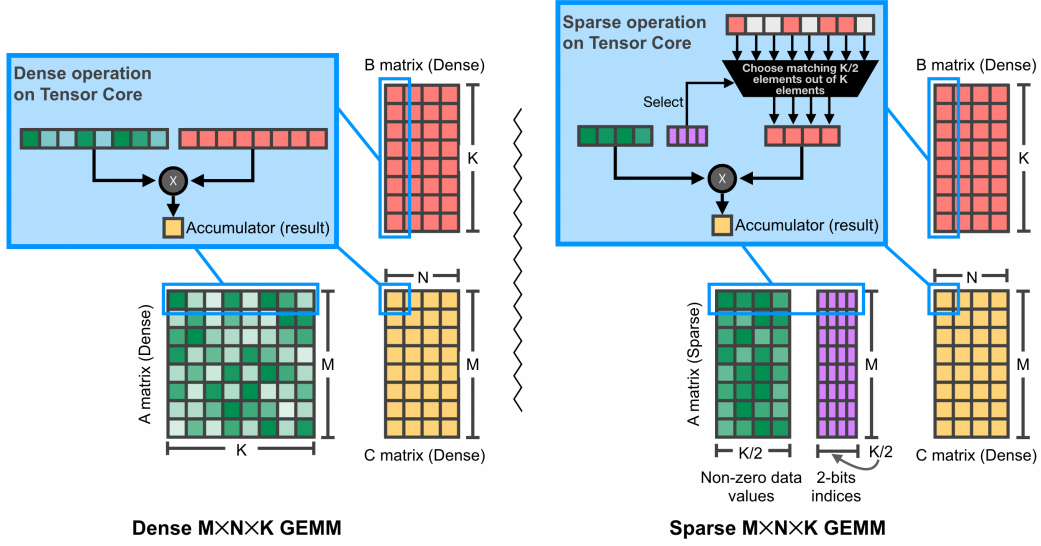 Dense operation
on Tensor Core
B matrix (Dense)
K
X
Accumulator (result)
N
A matrix (Dense)
M
M
K
C matrix (Dense)
Dense M×N×K GEMM
Sparse operation
on Tensor Core
Choose matching K/2
elements out of K
elements
Select
B matrix (Dense)
K
X
Accumulator (result)
N
A matrix (Sparse)
M
M
K/2
K/2
C matrix (Dense)
Non-zero data
values
2-bits
indices
Sparse M×N×K GEMM